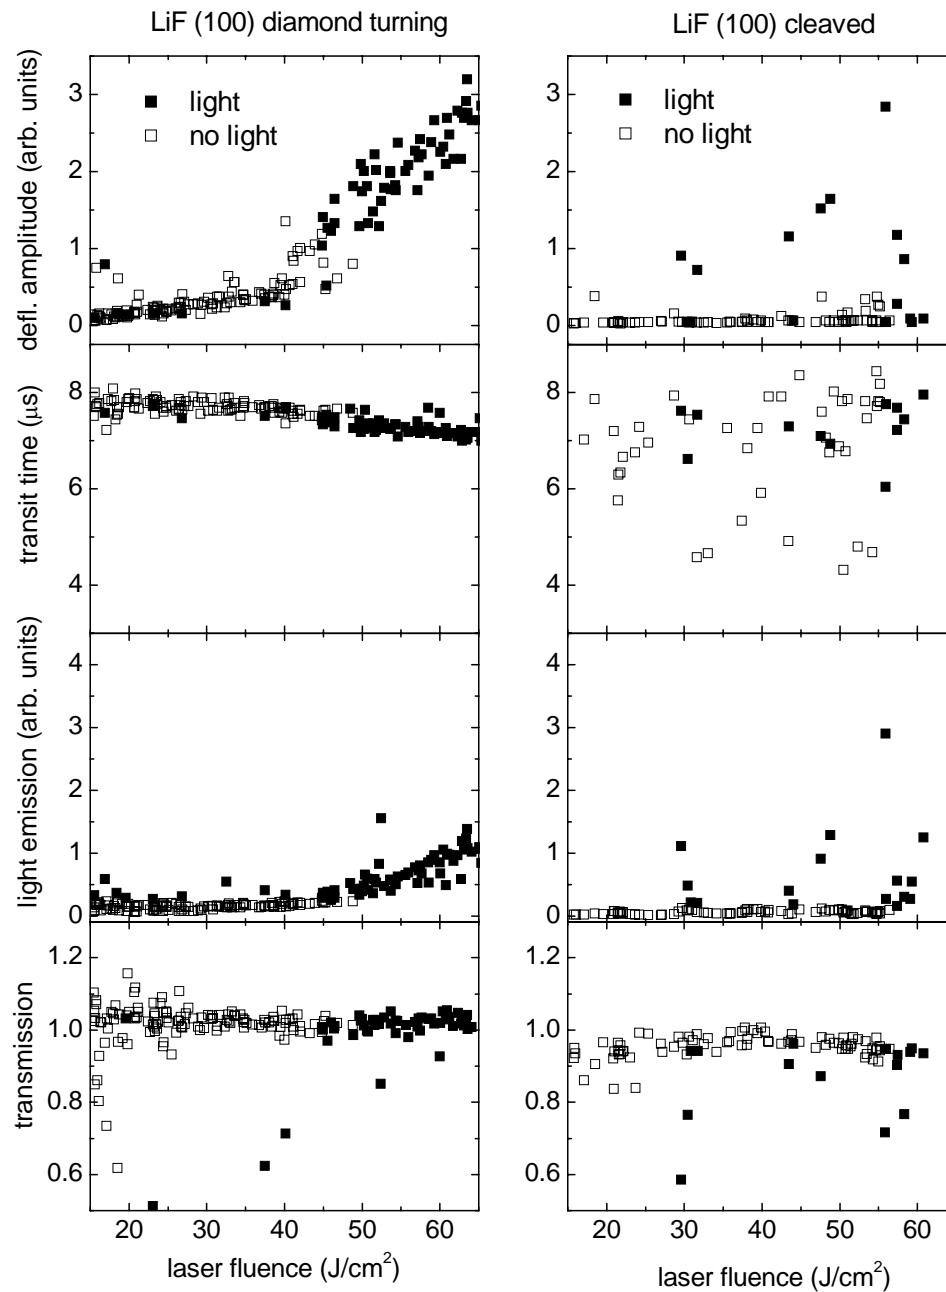 LiF (100) diamond turning
LiF (100) cleaved
defl. amplitude (arb. units)
3
2
1
0
light
no light
light
no light
transit time (μs)
8
6
4
light emission (arb. units)
4
3
2
1
0
transmission
1.2
1.0
0.8
0.6
20 30 40 50 60
laser fluence (J/cm²)
3
2
1
0
8
6
4
4
3
2
1
0
1.2
1.0
0.8
0.6
20 30 40 50 60
laser fluence (J/cm²)